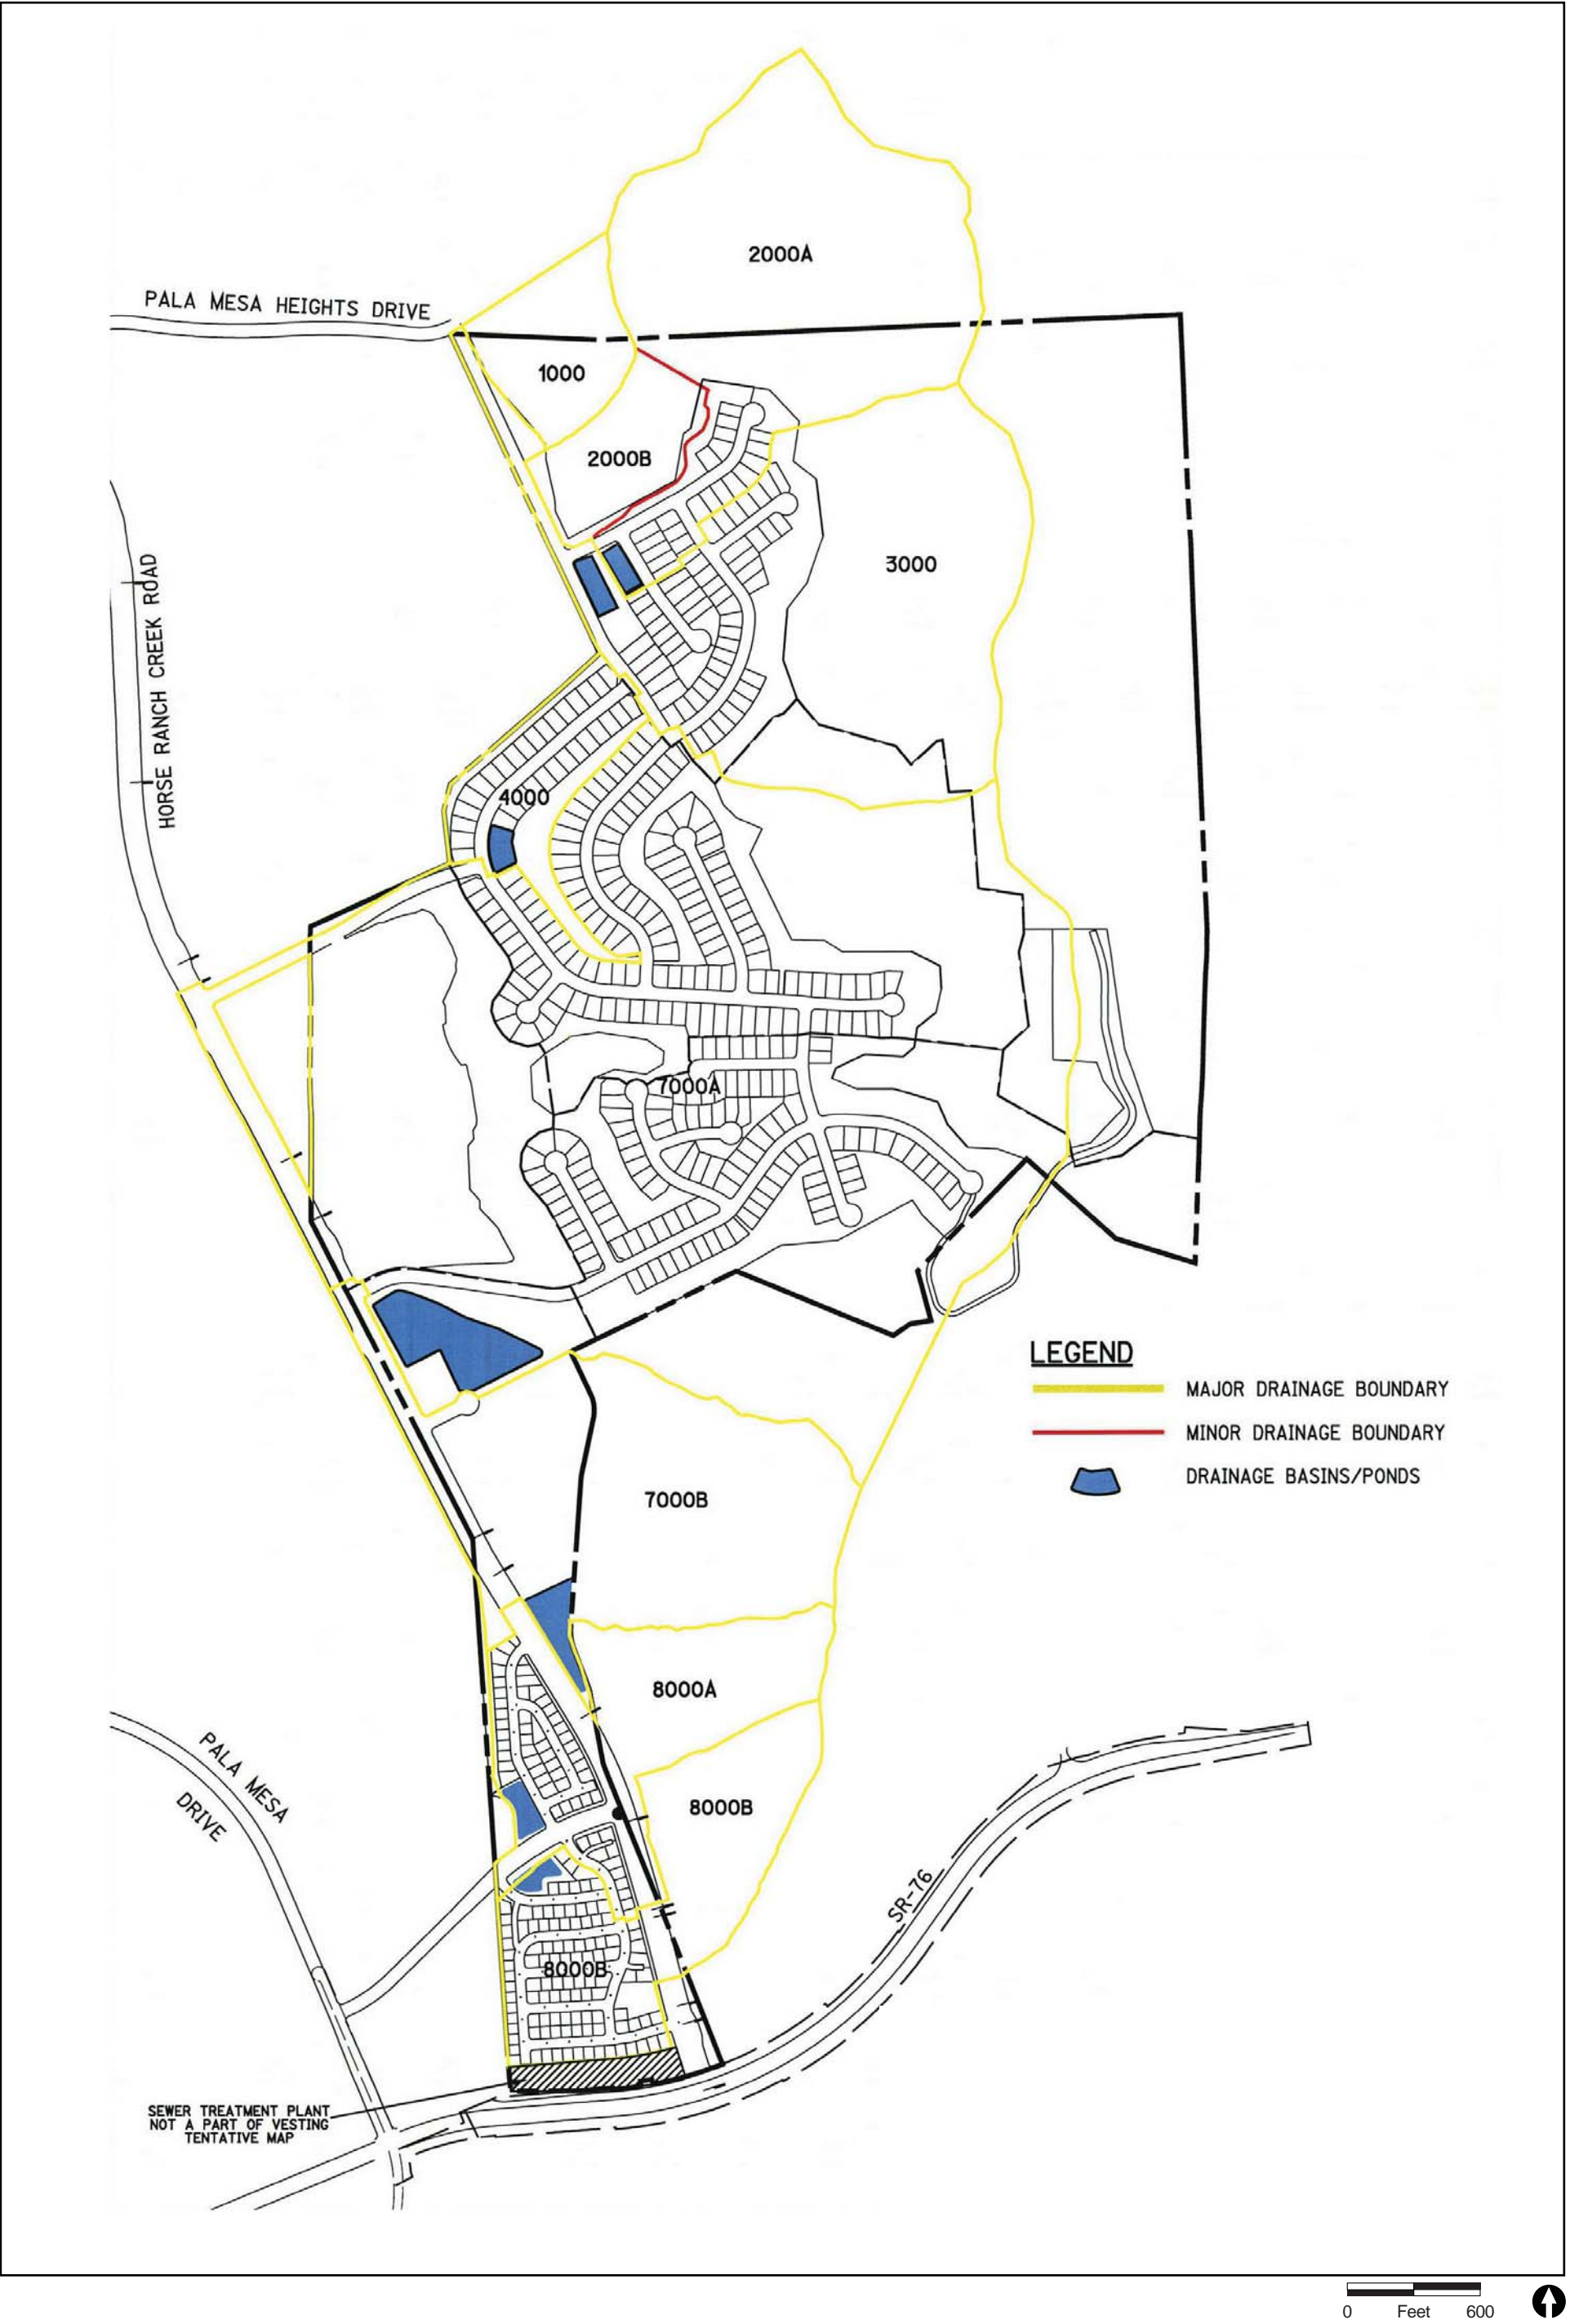 2000A
PALA MESA HEIGHTS DRIVE
1000
2000B
HORSE RANCH CREEK ROAD
3000
4000
7000A
LEGEND
MAJOR DRAINAGE BOUNDARY
MINOR DRAINAGE BOUNDARY
DRAINAGE BASINS/PONDS
7000B
8000A
PALA MESA
DRIVE
8000B
SR-76
8000B
SEWER TREATMENT PLANT
NOT A PART OF VESTING
TENTATIVE MAP
0 Feet 600